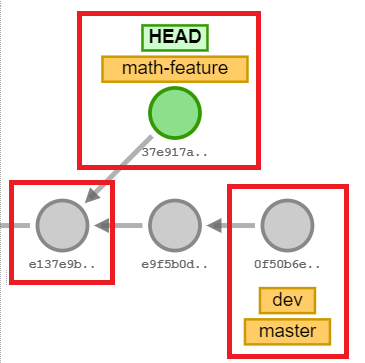 HEAD
math-feature
37e917a..
e137e9b..
e9f5b0d..
0f50b6e..
dev
master